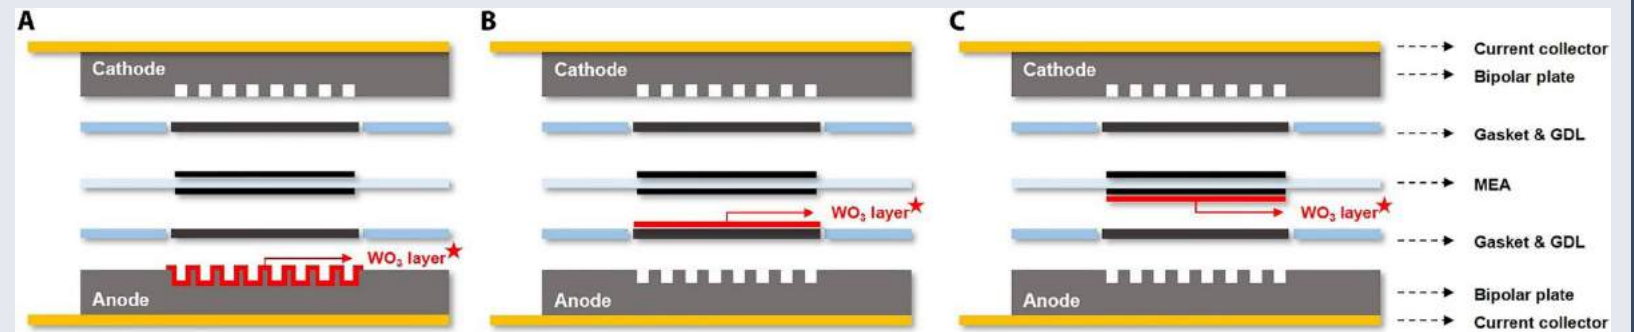 A
B
C
Cathode
Cathode
Cathode
Current collector
Bipolar plate
Gasket & GDL
MEA
WO₃ layer
WO₃ layer
WO₃ layer
Gasket & GDL
Anode
Anode
Anode
Bipolar plate
Current collector